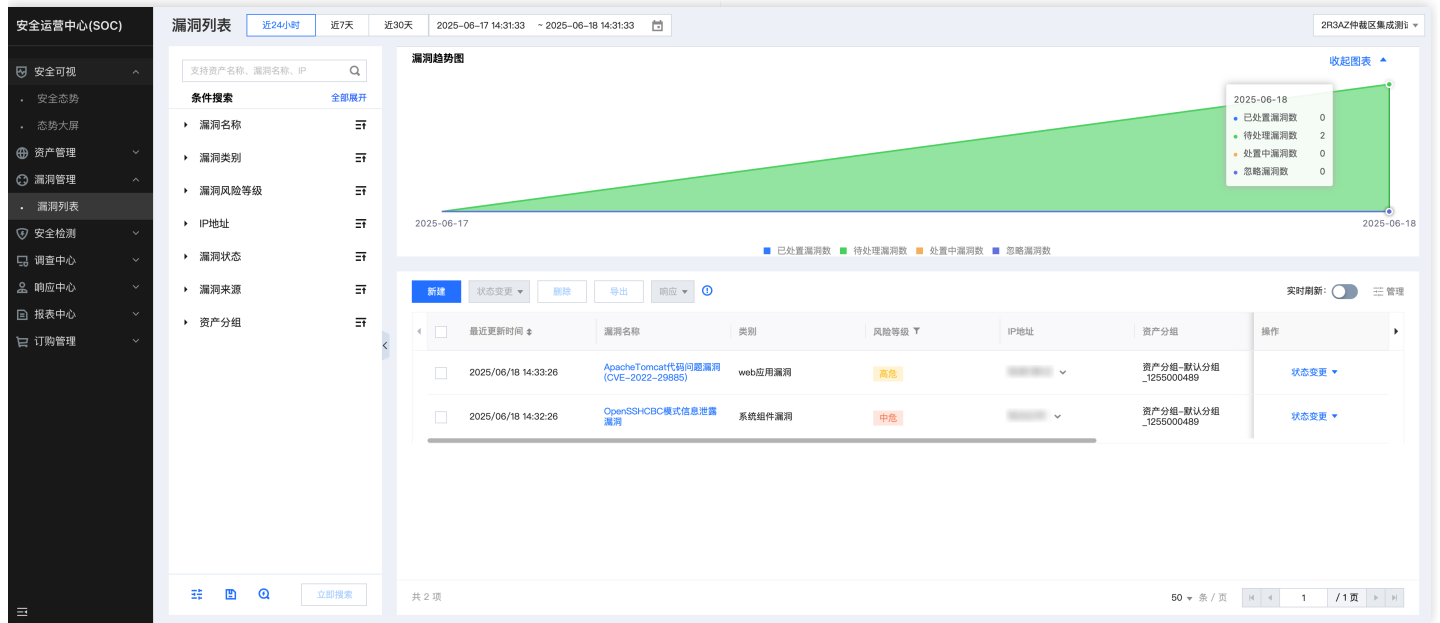 安全运营中心(SOC)
安全可视
安全态势
态势大屏
资产管理
漏洞管理
漏洞列表
安全检测
调查中心
响应中心
报表中心
订购管理
漏洞列表
近24小时
近7天
近30天
2025-06-17 14:31:33 ~ 2025-06-18 14:31:33
2R3AZ仲裁区集成测试
支持资产名称、漏洞名称、IP
条件搜索
全部展开
漏洞名称
漏洞类别
漏洞风险等级
IP地址
漏洞状态
漏洞来源
资产分组
立即搜索
漏洞趋势图
收起图表
2025-06-18
已处置漏洞数 0
待处理漏洞数 2
处置中漏洞数 0
忽略漏洞数 0
2025-06-17
2025-06-18
已处置漏洞数
待处理漏洞数
处置中漏洞数
忽略漏洞数
新建
状态变更
删除
导出
响应
实时刷新:
管理
最近更新时间
漏洞名称
类别
风险等级
IP地址
资产分组
操作
2025/06/18 14:33:26
ApacheTomcat代码问题漏洞
(CVE-2022-29885)
web应用漏洞
高危
资产分组-默认分组
_1255000489
状态变更
2025/06/18 14:32:26
OpenSSHCBC模式信息泄露
漏洞
系统组件漏洞
中危
资产分组-默认分组
_1255000489
状态变更
共 2 项
50
条 / 页
1
/ 1 页